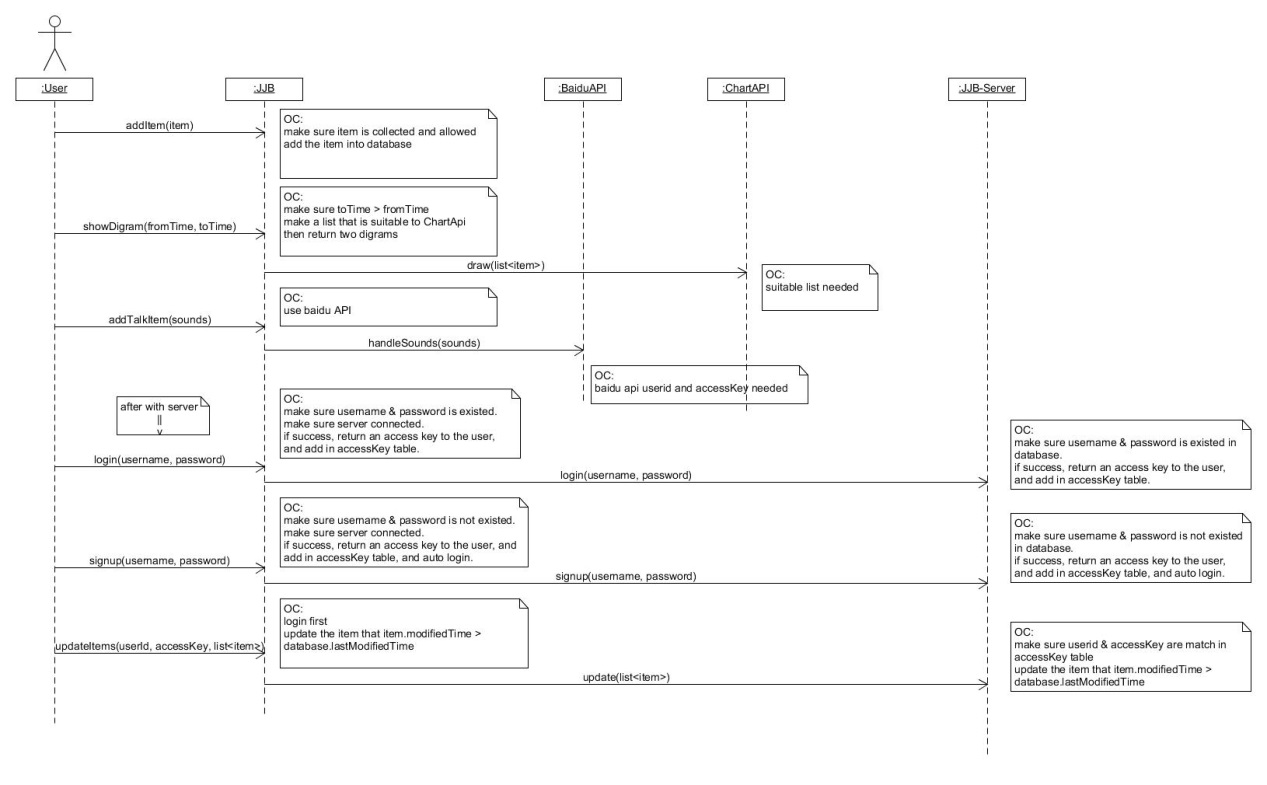 :User
:JJB
:BaiduAPI
:ChartAPI
:JJB-Server
addItem(item)
OC:
make sure item is collected and allowed
add the item into database
showDigram(fromTime, toTime)
OC:
make sure toTime > fromTime
make a list that is suitable to ChartApi
then return two digrams
draw(list<item>)
OC:
suitable list needed
addTalkItem(sounds)
OC:
use baidu API
handleSounds(sounds)
OC:
baidu api userid and accessKey needed
after with server
||
v
OC:
make sure username & password is existed.
make sure server connected.
if success, return an access key to the user,
and add in accessKey table.
login(username, password)
login(username, password)
OC:
make sure username & password is existed in
database.
if success, return an access key to the user,
and add in accessKey table.
OC:
make sure username & password is not existed.
make sure server connected.
if success, return an access key to the user, and
add in accessKey table, and auto login.
signup(username, password)
signup(username, password)
OC:
make sure username & password is not existed
in database.
if success, return an access key to the user,
and add in accessKey table, and auto login.
OC:
login first
update the item that item.modifiedTime >
database.lastModifiedTime
updateItems(userId, accessKey, list<item>)
update(list<item>)
OC:
make sure userid & accessKey are match in
accessKey table
update the item that item.modifiedTime >
database.lastModifiedTime